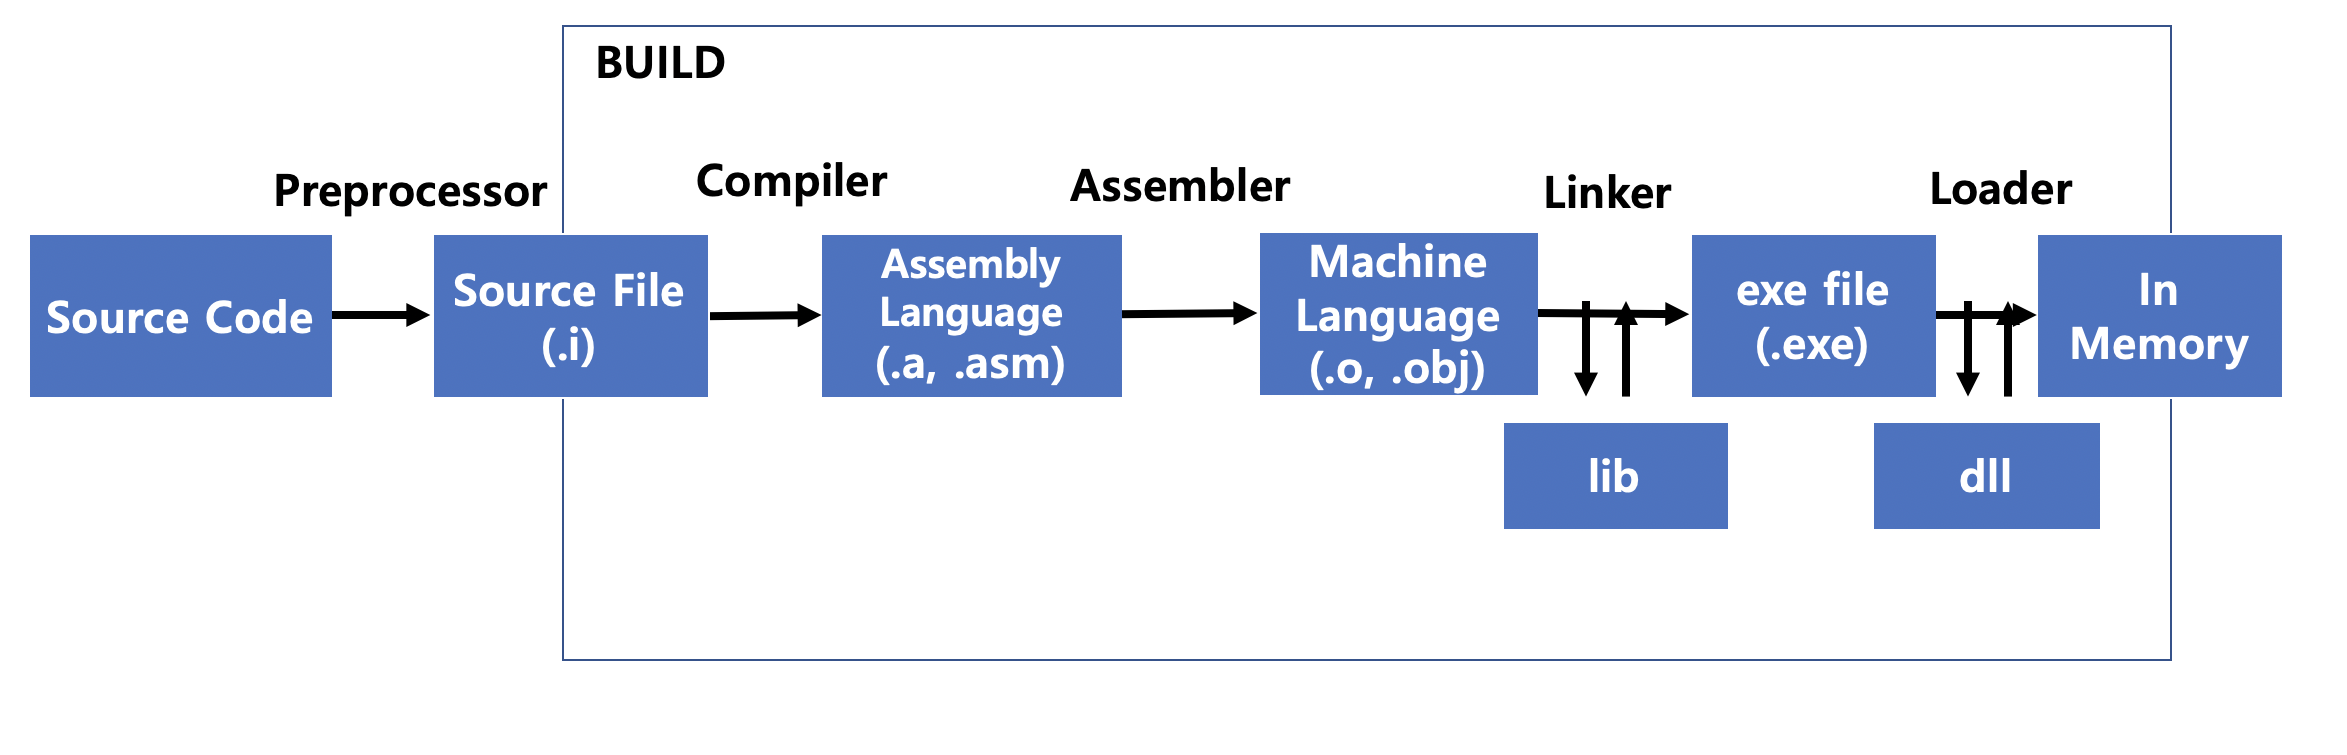 BUILD
Preprocessor
Compiler
Assembler
Linker
Loader
Source Code
Source File
(.i)
Assembly
Language
(.a, .asm)
Machine
Language
(.o, .obj)
exe file
(.exe)
In
Memory
lib
dll